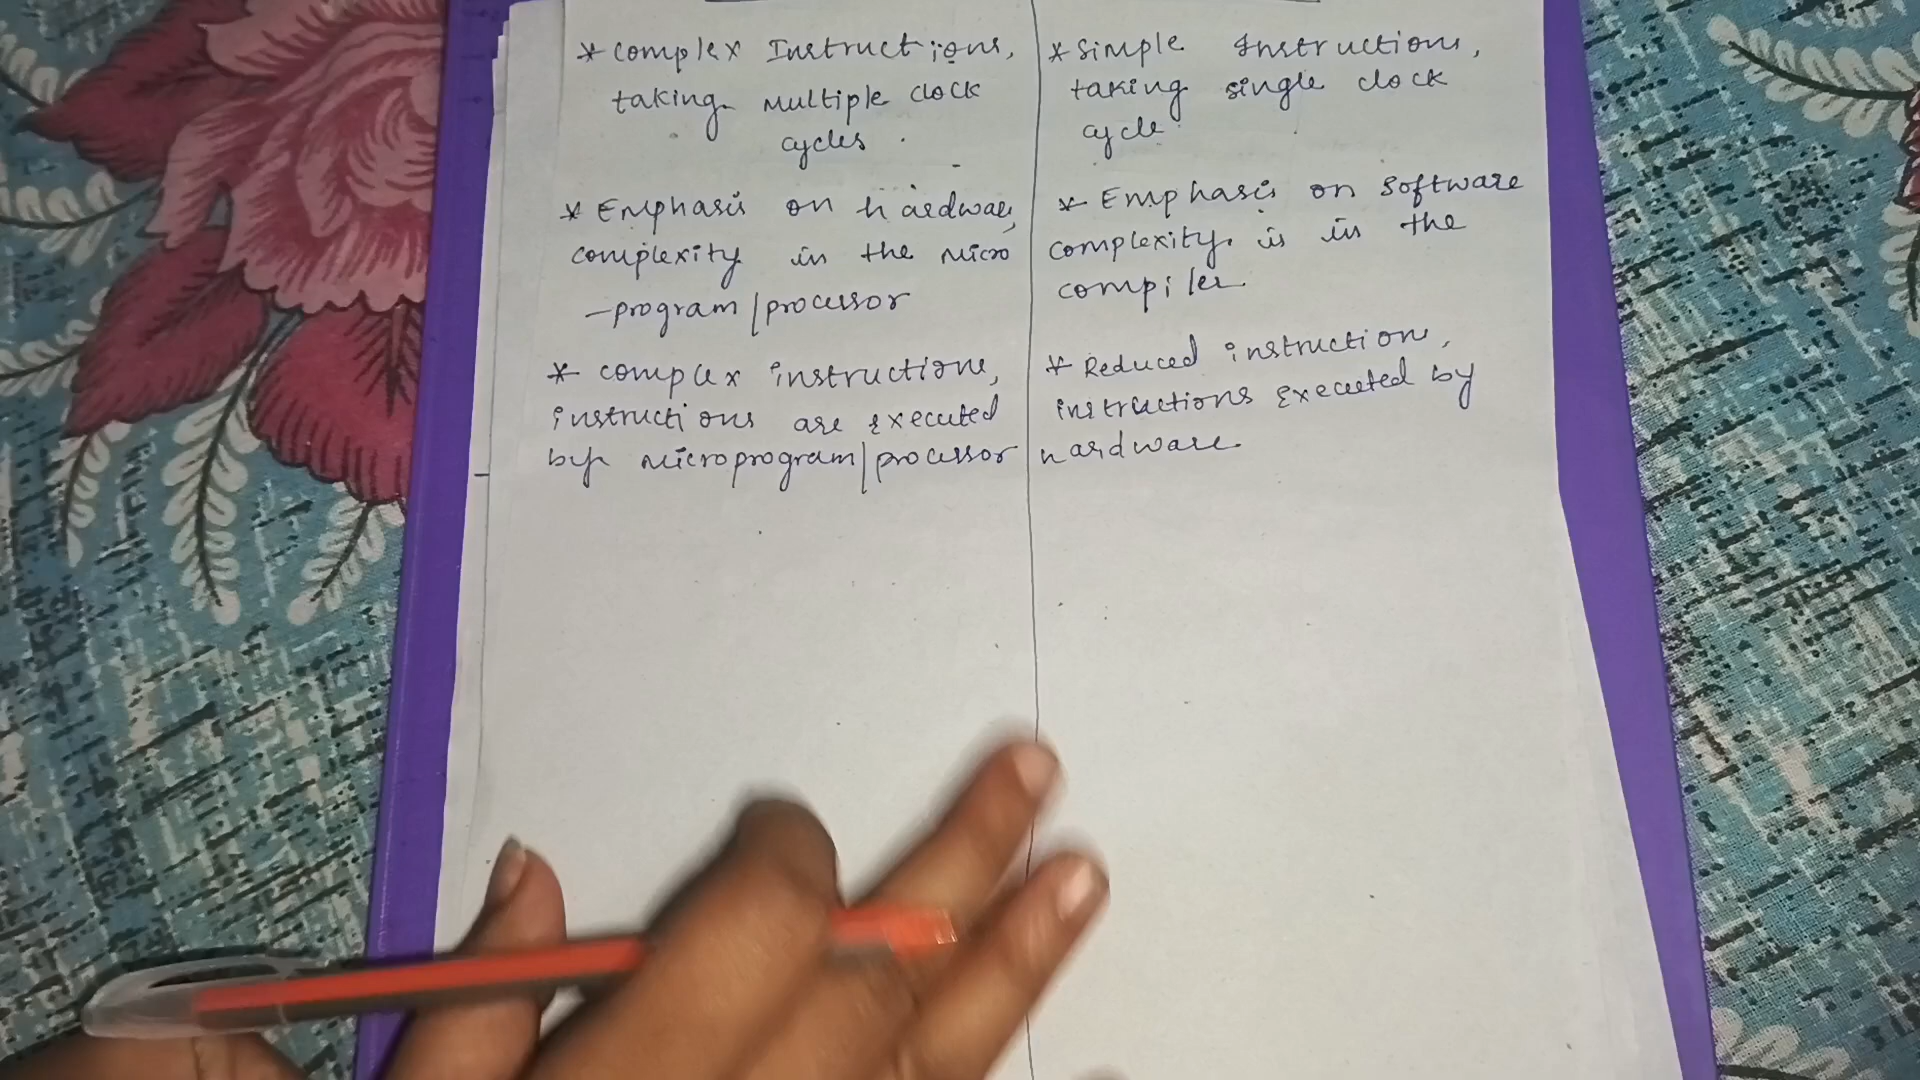 * complex Instructions,
taking multiple clock
cycles.
* Emphasis on hardware,
complexity in the micro
-program/processor
* complex instructions,
instructions are executed
by microprogram/processor
* simple Instructions,
taking single clock
cycle.
* Emphasis on software
complexity is in the
compiler.
* Reduced instructions,
instructions executed by
hardware.